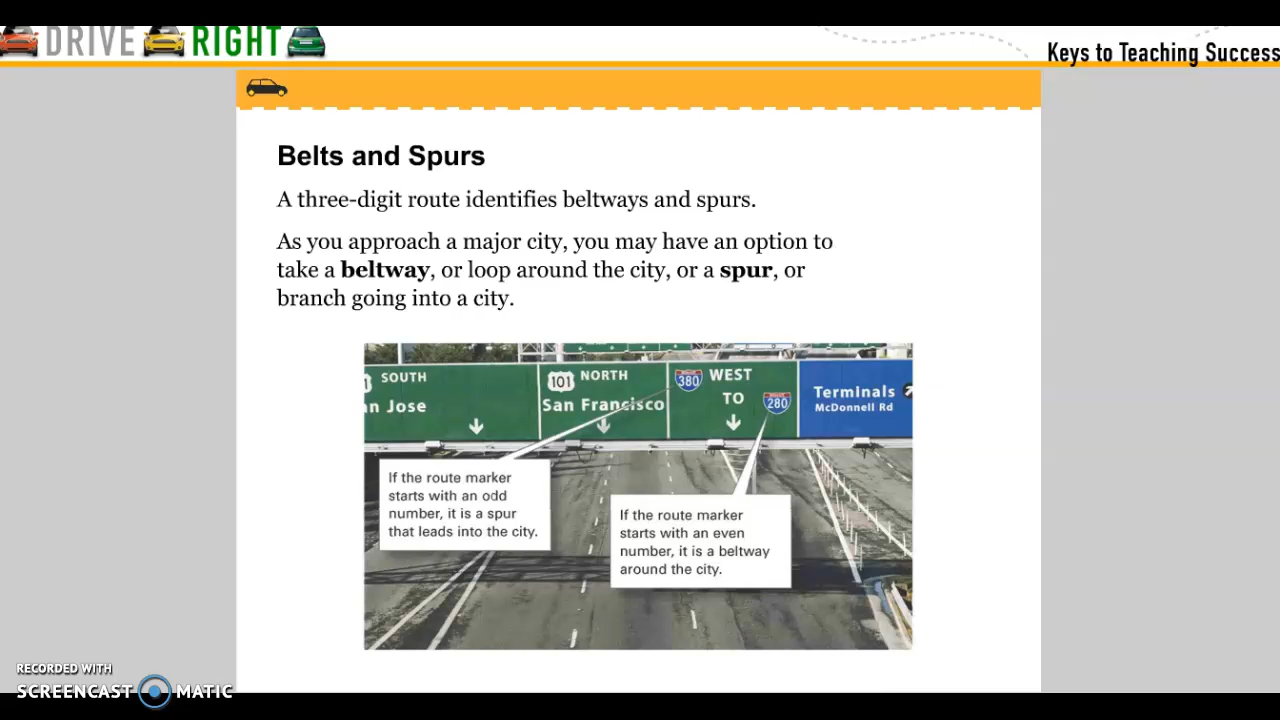 DRIVE RIGHT
Keys to Teaching Success
Belts and Spurs
A three-digit route identifies beltways and spurs.
As you approach a major city, you may have an option to
take a beltway, or loop around the city, or a spur, or
branch going into a city.
SOUTH
n Jose
101 NORTH
San Francisco
380 WEST
TO
280
Terminals
McDonnell Rd
If the route marker
starts with an odd
number, it is a spur
that leads into the city.
If the route marker
starts with an even
number, it is a beltway
around the city.
RECORDED WITH
SCREENCAST MATIC